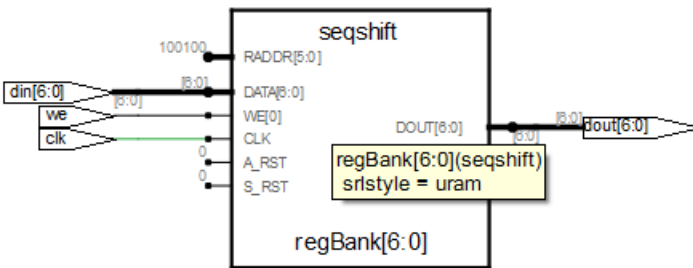 seqshift
100100
RADDR[5:0]
din[6:0]
[6:0]
[6:0]
DATA[6:0]
we
WE[0]
clk
CLK
0
A_RST
0
S_RST
DOUT[6:0]
[6:0]
[6:0]
dout[6:0]
regBank[6:0](seqshift)
srlstyle = uram
regBank[6:0]